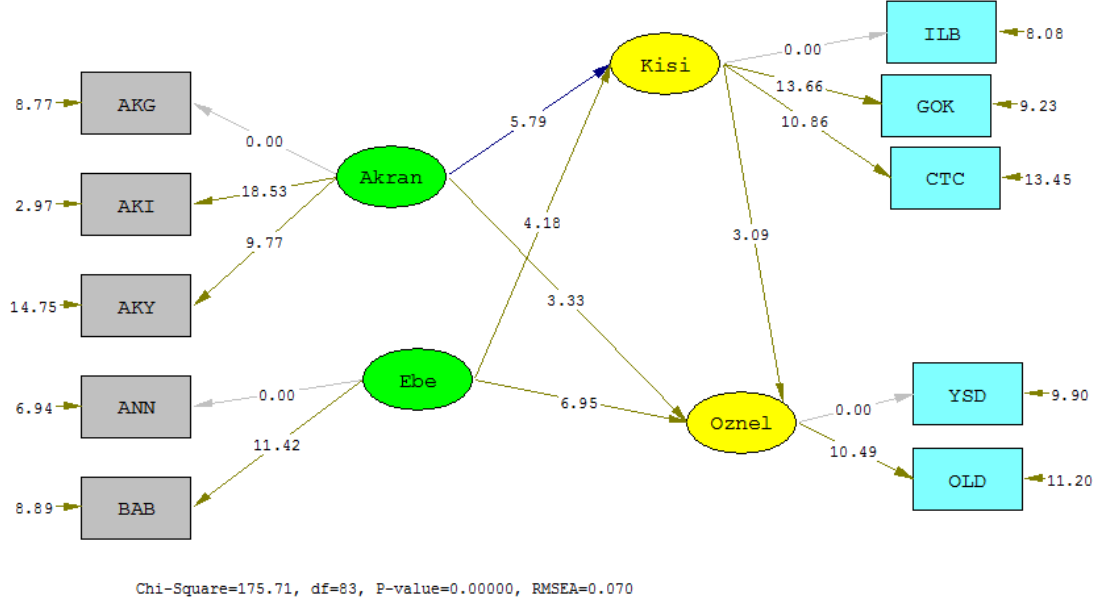 ILB
8.08
0.00
Kisi
13.66
GOK
9.23
8.77
AKG
10.86
5.79
0.00
Akran
CTC
13.45
18.53
2.97
AKI
4.18
3.09
9.77
3.33
14.75
AKY
Ebe
0.00
6.95
6.94
ANN
0.00
YSD
9.90
Oznel
11.42
10.49
OLD
11.20
8.89
BAB
Chi-Square=175.71, df=83, P-value=0.00000, RMSEA=0.070